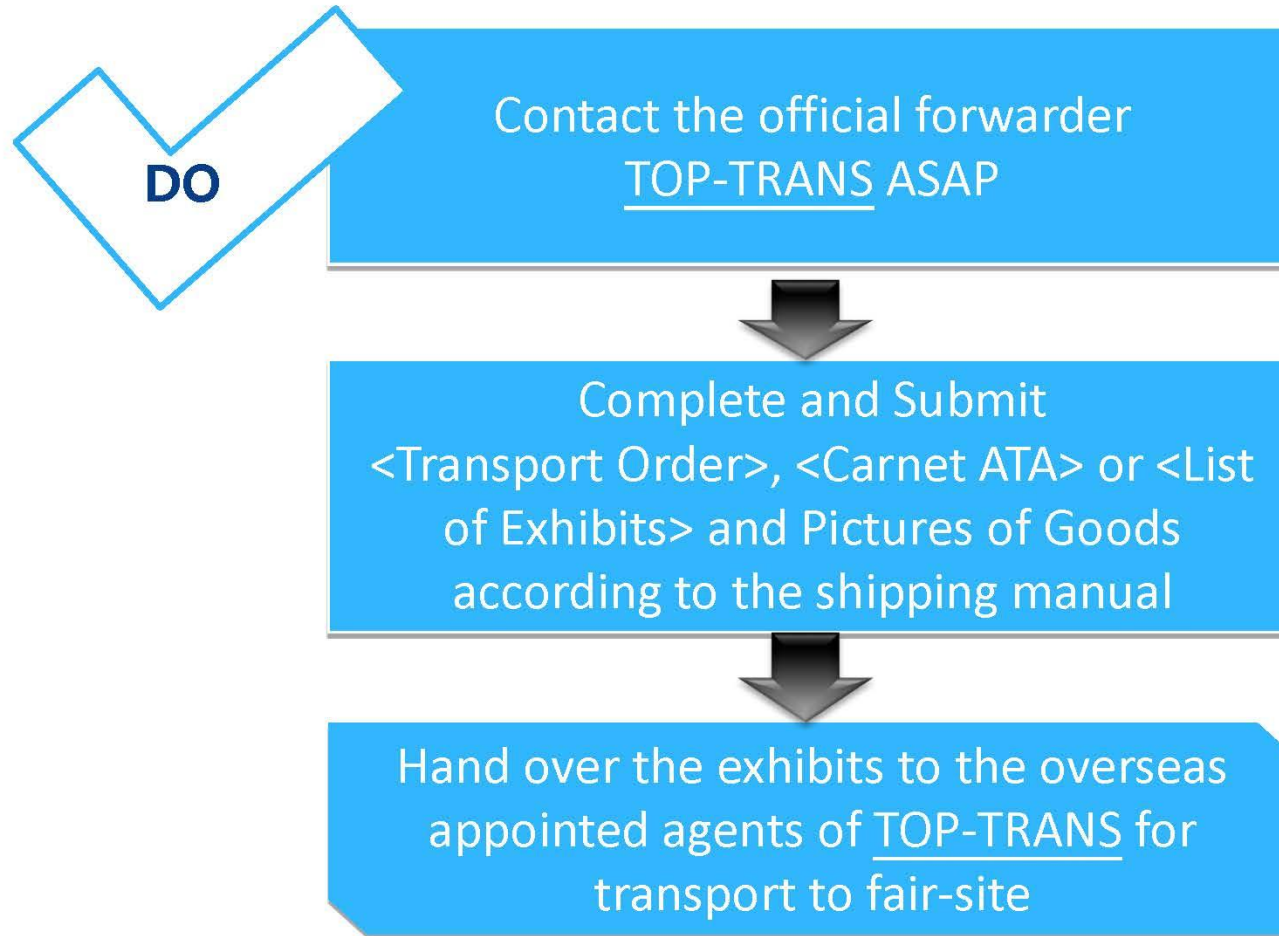 DO
Contact the official forwarder
TOP-TRANS ASAP
Complete and Submit
<Transport Order>, <Carnet ATA> or <List
of Exhibits> and Pictures of Goods
according to the shipping manual
Hand over the exhibits to the overseas
appointed agents of TOP-TRANS for
transport to fair-site